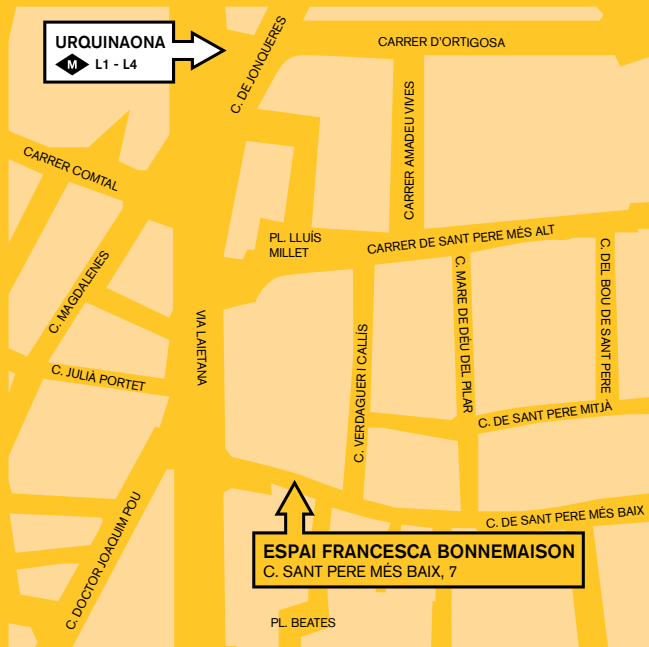 URQUINAONA
M L1 - L4
C. DE JONQUERES
CARRER D'ORTIGOSA
CARRER AMADEU VIVES
CARRER COMTAL
PL. LLUÍS
MILLET
CARRER DE SANT PERE MÉS ALT
C. MAGDALENES
C. MARE DE DÉU DEL PILAR
C. DEL BOU DE SANT PERE
VIA LAIETANA
C. VERDAGUER I CALLÍS
C. JULIÀ PORTET
C. DE SANT PERE MITJÀ
C. DOCTOR JOAQUIM POU
C. DE SANT PERE MÉS BAIX
ESPAI FRANCESCA BONNEMAISON
C. SANT PERE MÉS BAIX, 7
PL. BEATES